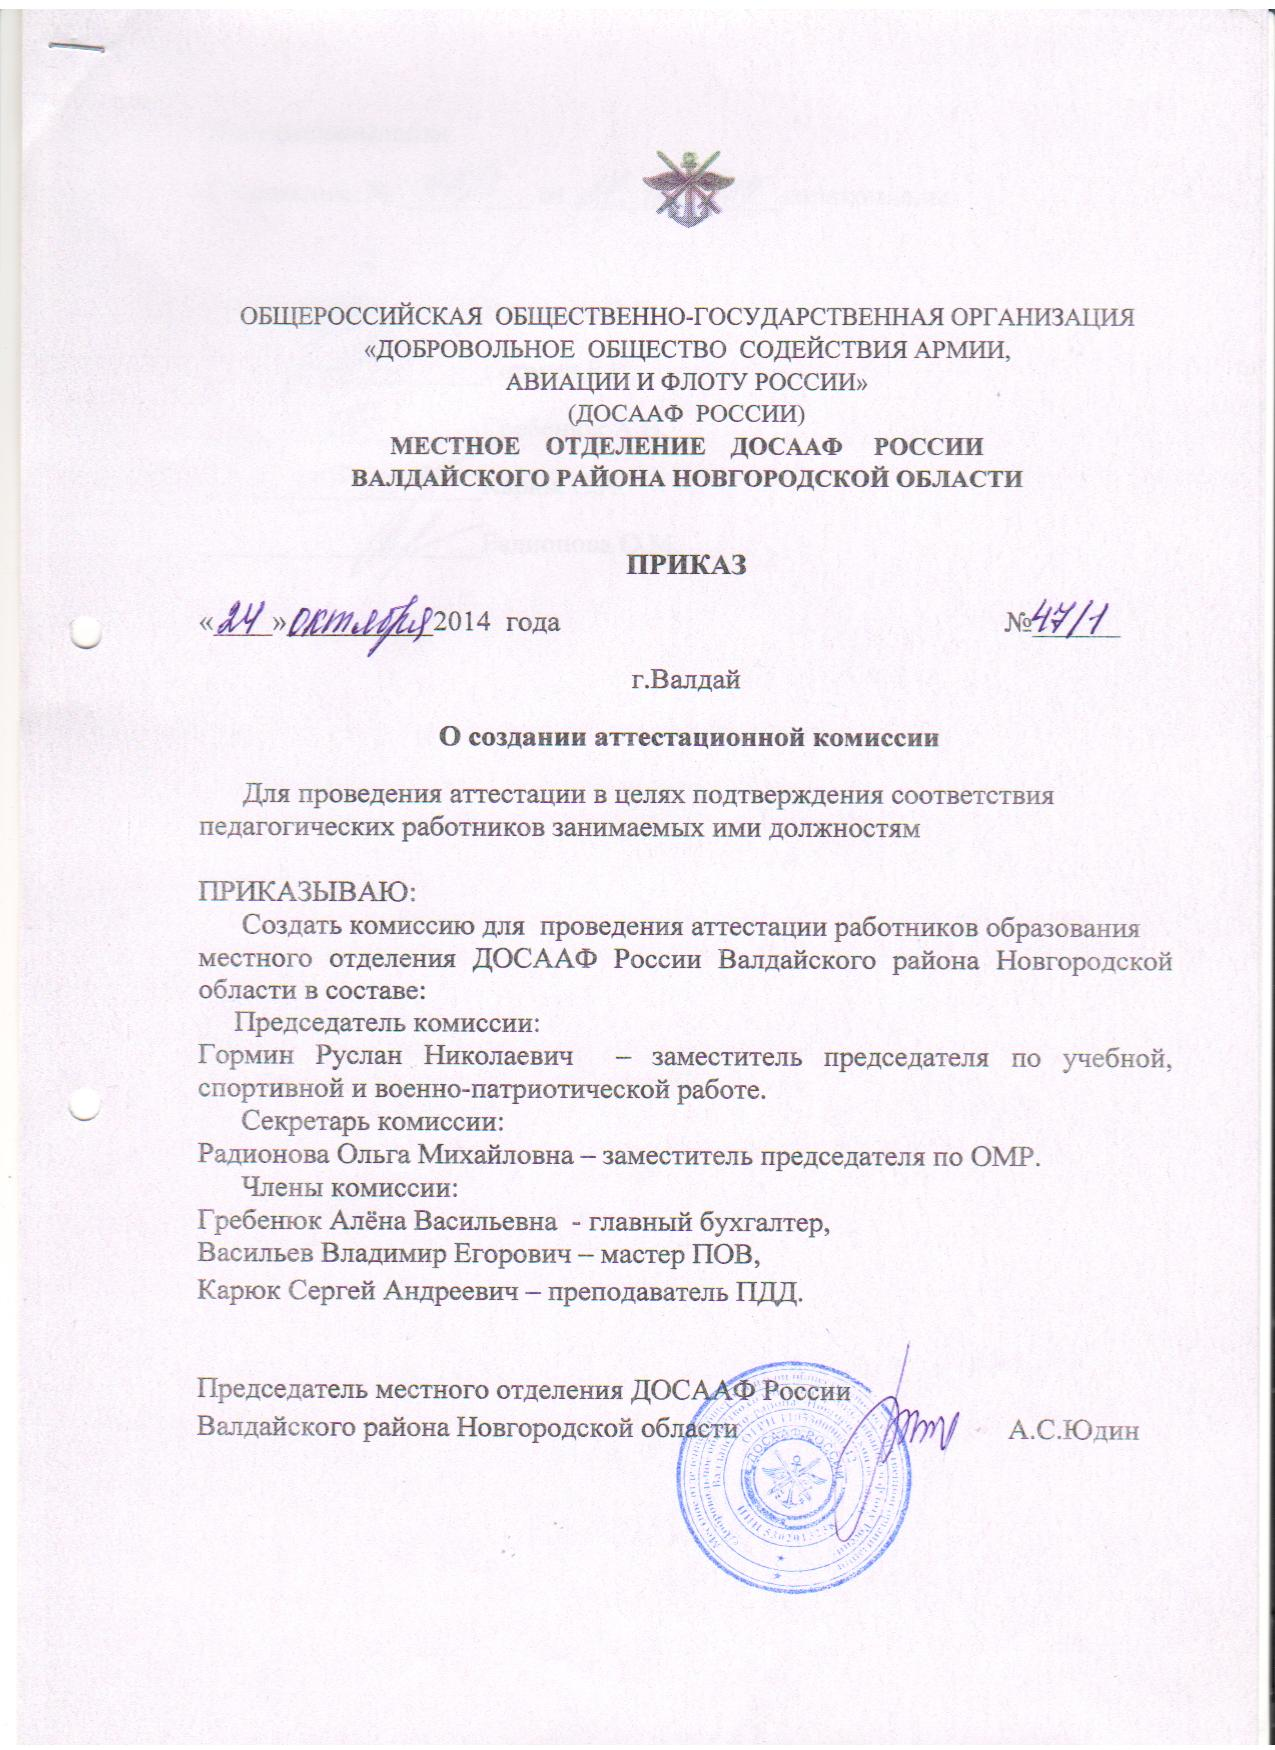 ОБЩЕРОССИЙСКАЯ ОБЩЕСТВЕННО-ГОСУДАРСТВЕННАЯ ОРГАНИЗАЦИЯ
«ДОБРОВОЛЬНОЕ ОБЩЕСТВО СОДЕЙСТВИЯ АРМИИ,
АВИАЦИИ И ФЛОТУ РОССИИ»
(ДОСААФ РОССИИ)
МЕСТНОЕ ОТДЕЛЕНИЕ ДОСААФ РОССИИ
ВАЛДАЙСКОГО РАЙОНА НОВГОРОДСКОЙ ОБЛАСТИ
ПРИКАЗ
«24» октября 2014 года №47/1
г.Валдай
О создании аттестационной комиссии
Для проведения аттестации в целях подтверждения соответствия
педагогических работников занимаемых ими должностям
ПРИКАЗЫВАЮ:
Создать комиссию для проведения аттестации работников образования
местного отделения ДОСААФ России Валдайского района Новгородской
области в составе:
Председатель комиссии:
Гормин Руслан Николаевич – заместитель председателя по учебной,
спортивной и военно-патриотической работе.
Секретарь комиссии:
Радионова Ольга Михайловна – заместитель председателя по ОМР.
Члены комиссии:
Гребенюк Алёна Васильевна - главный бухгалтер,
Васильев Владимир Егорович – мастер ПОВ,
Карюк Сергей Андреевич – преподаватель ПДД.
Председатель местного отделения ДОСААФ России
Валдайского района Новгородской области А.С.Юдин
ДОСААФ РОССИИ